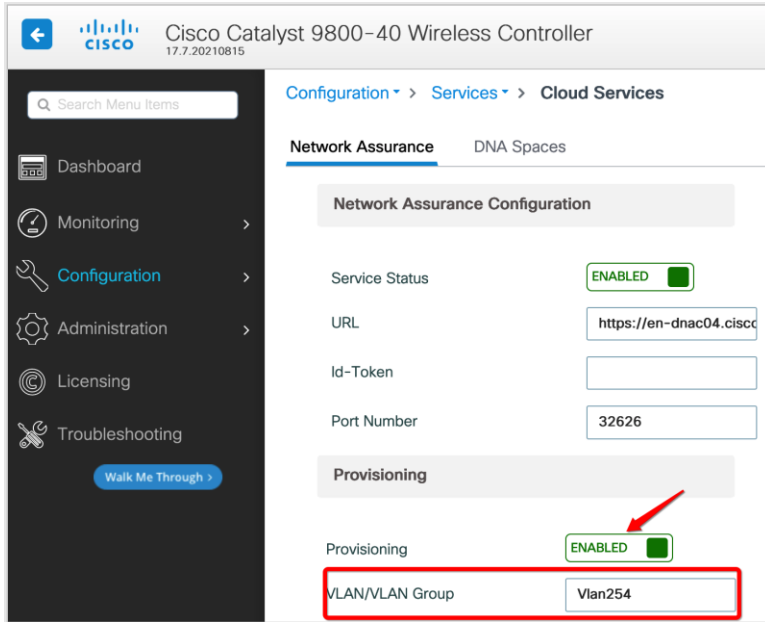 CISCO
Cisco Catalyst 9800-40 Wireless Controller
17.7.20210815
Search Menu Items
Dashboard
Monitoring
Configuration
Administration
Licensing
Troubleshooting
Walk Me Through >
Configuration > Services > Cloud Services
Network Assurance DNA Spaces
Network Assurance Configuration
Service Status ENABLED
URL https://en-dnac04.cisco
Id-Token
Port Number 32626
Provisioning
Provisioning ENABLED
VLAN/VLAN Group Vlan254